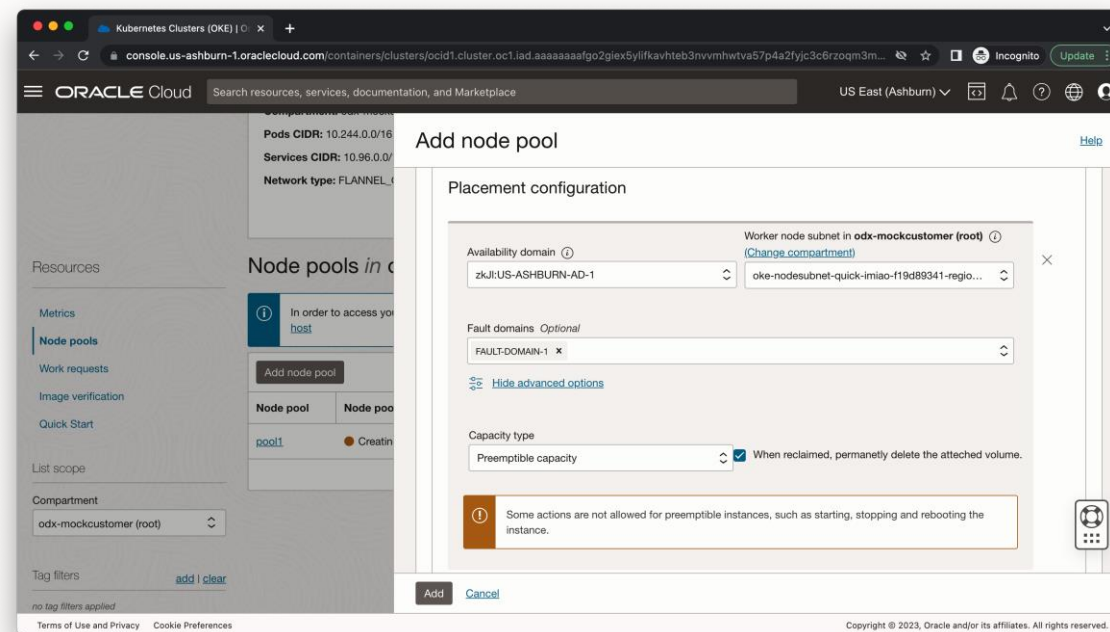 Kubernetes Clusters (OKE) | O
console.us-ashburn-1.oraclecloud.com/containers/clusters/ocid1.cluster.oc1.iad.aaaaaaaafgo2giex5ylifkavhteb3nvvmhwtva57p4a2fyjc3c6rzoqm3m...
Incognito
Update
ORACLE Cloud
Search resources, services, documentation, and Marketplace
US East (Ashburn)
Pods CIDR: 10.244.0.0/16
Services CIDR: 10.96.0.0/
Network type: FLANNEL_
Resources
Metrics
Node pools
Work requests
Image verification
Quick Start
List scope
Compartment
odx-mockcustomer (root)
Tag filters
add | clear
no tag filters applied
Node pools in
In order to access you
host
Add node pool
Node pool
Node poo
pool1
Creatin
Add node pool
Help
Placement configuration
Availability domain
zkJl:US-ASHBURN-AD-1
Worker node subnet in odx-mockcustomer (root)
(Change compartment)
oke-nodesubnet-quick-imiao-f19d89341-regio...
Fault domains Optional
FAULT-DOMAIN-1 ×
Hide advanced options
Capacity type
Preemptible capacity
When reclaimed, permanetly delete the atteched volume.
Some actions are not allowed for preemptible instances, such as starting, stopping and rebooting the
instance.
Add
Cancel
Terms of Use and Privacy
Cookie Preferences
Copyright © 2023, Oracle and/or its affiliates. All rights reserved.